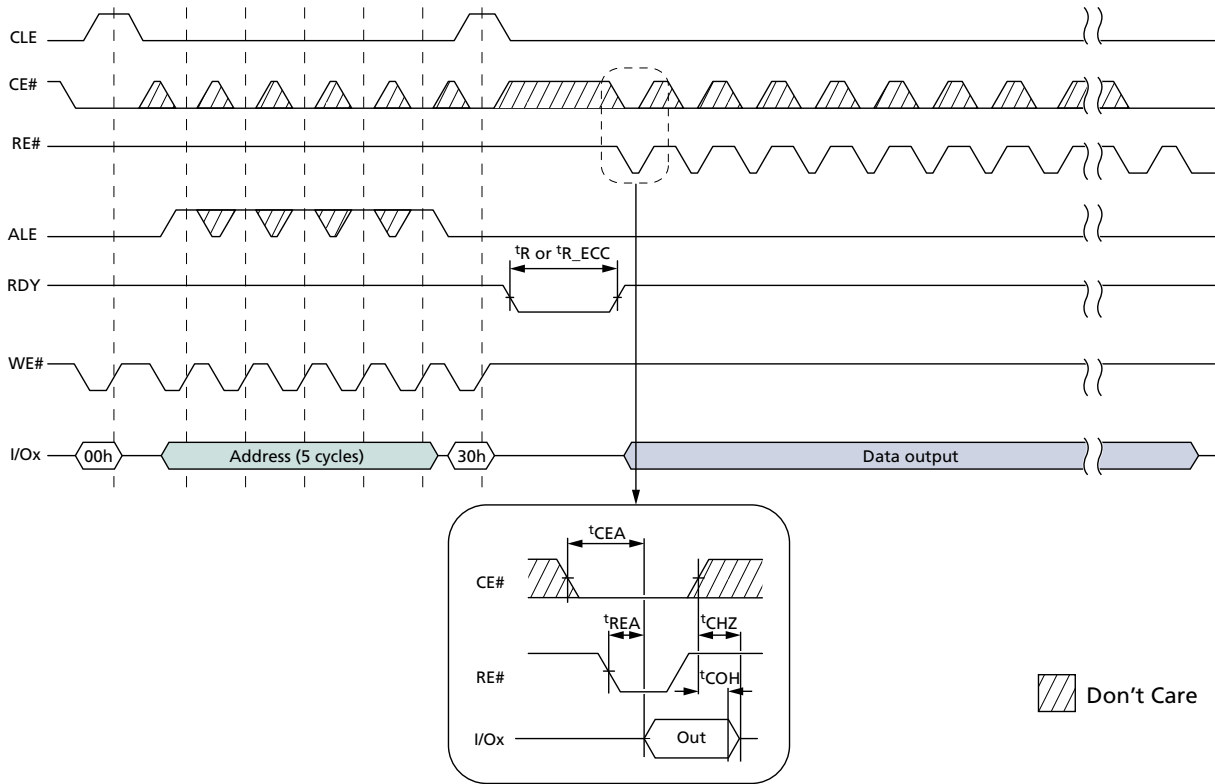 CLE
CE#
RE#
ALE
tR or tR_ECC
RDY
WE#
I/Ox
00h
Address (5 cycles)
30h
Data output
tCEA
CE#
tREA
tCHZ
RE#
tCOH
I/Ox
Out
Don't Care